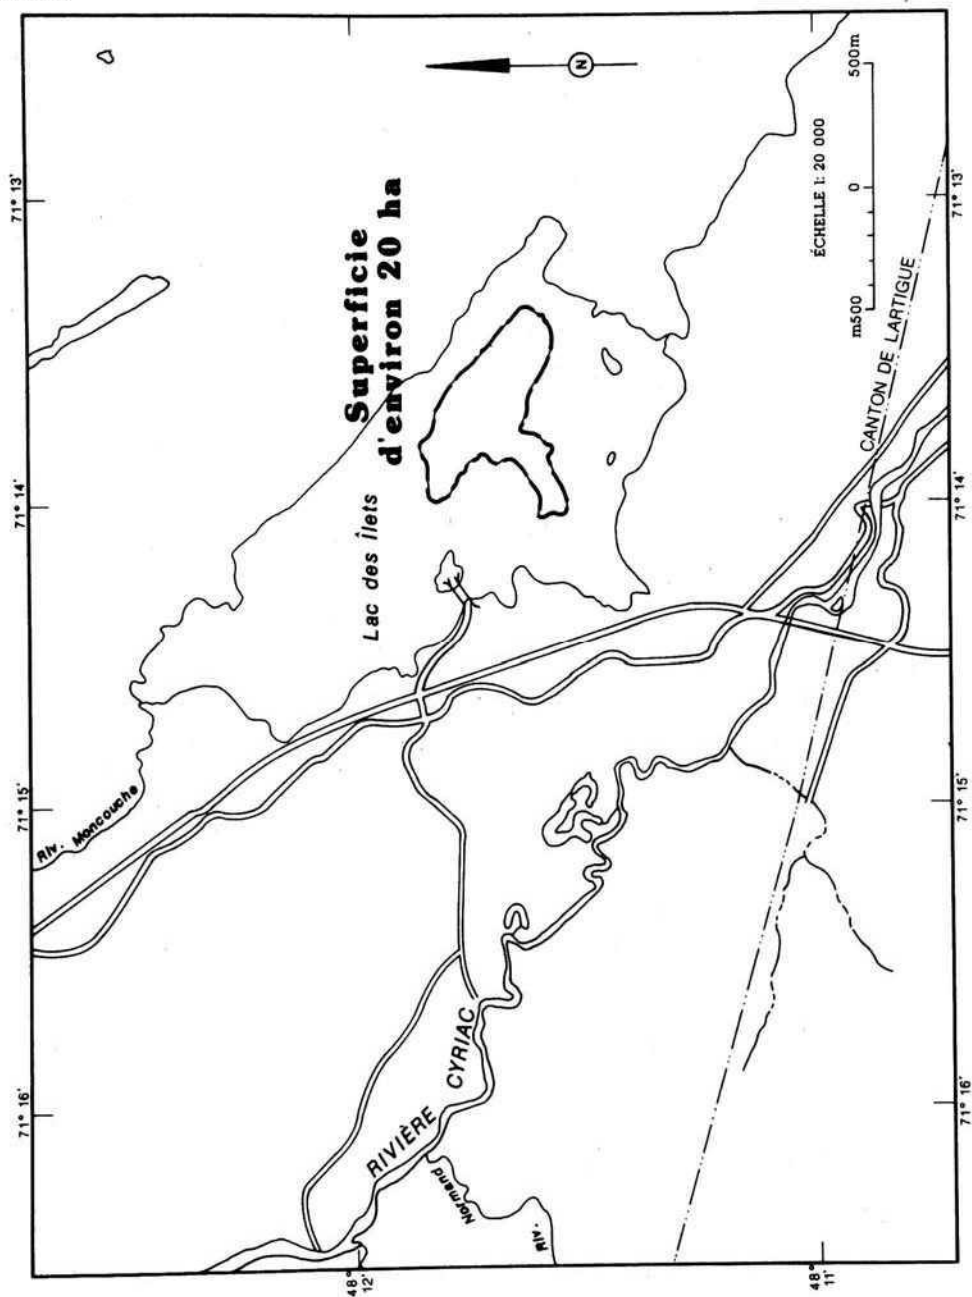 71° 16'
71° 15'
71° 14'
71° 13'
Riv. Moncouche
Superficie
d'environ 20 ha
Lac des Îlets
N
RIVIÈRE CYRIAC
Riv. Normand
CANTON DE LARTIGUE
ÉCHELLE 1: 20 000
m500 0 500m
48°
12'
48°
11'
71° 16'
71° 15'
71° 14'
71° 13'